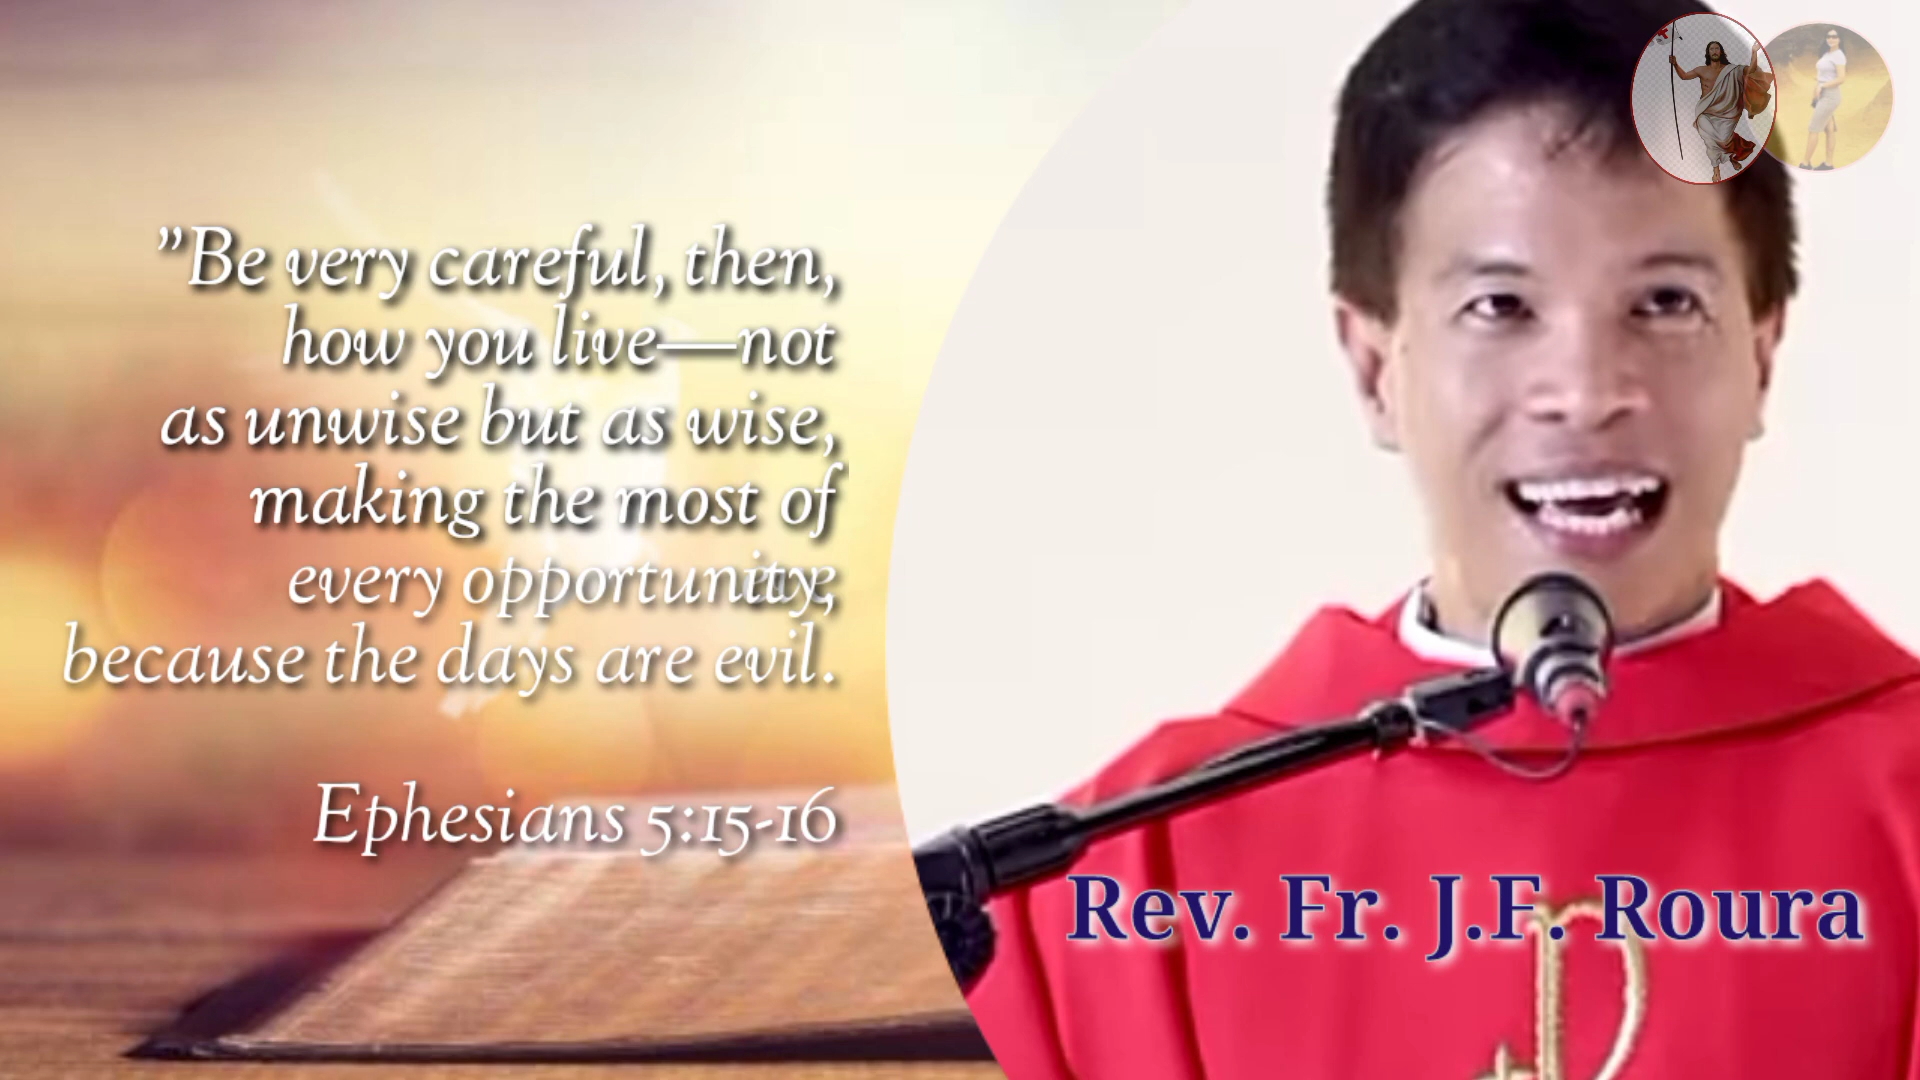 ”Be very careful, then,
how you live—not
as unwise but as wise,
making the most of
every opportunity,
because the days are evil.
Ephesians 5:15-16
Rev. Fr. J.F. Roura